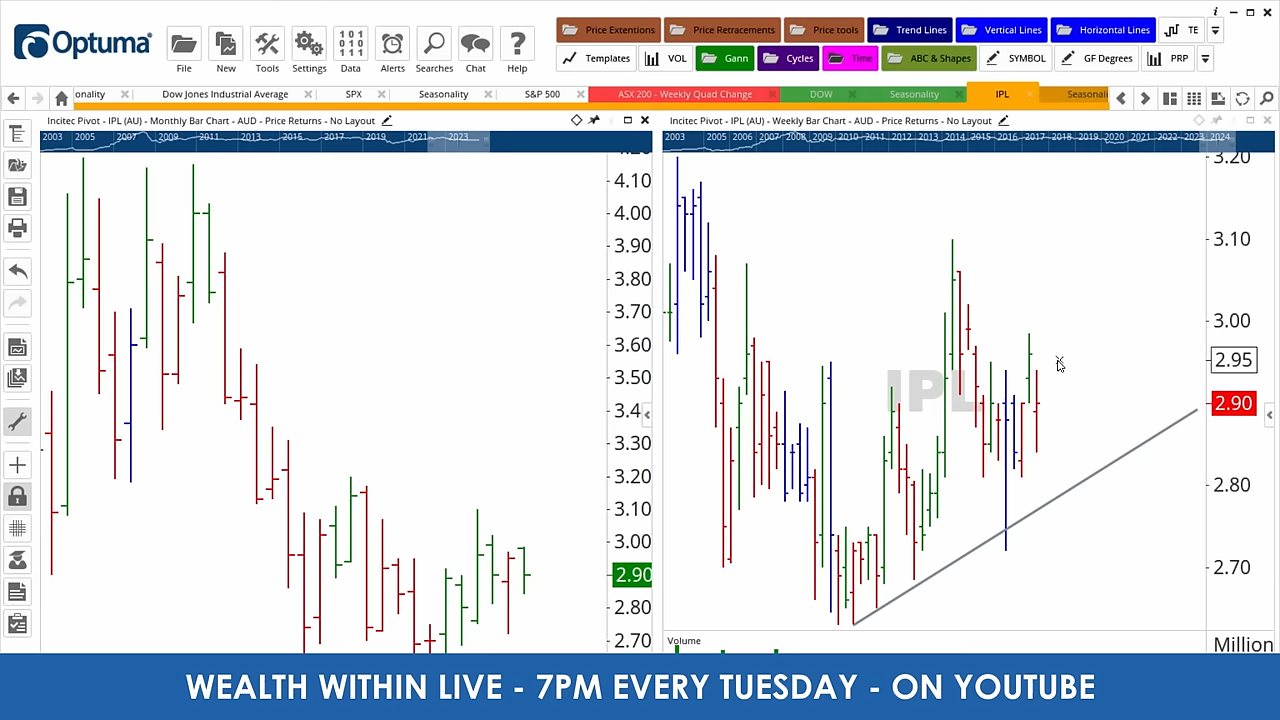 Optuma
File
New
Tools
Settings
Data
Alerts
Searches
Chat
Help
Price Extentions
Price Retracements
Price tools
Trend Lines
Vertical Lines
Horizontal Lines
TE
Templates
VOL
Gann
Cycles
Time
ABC & Shapes
SYMBOL
GF Degrees
PRP
onality
Dow Jones Industrial Average
SPX
Seasonality
S&P 500
ASX 200 - Weekly Quad Change
DOW
Seasonality
IPL
Seasonali
Incitec Pivot - IPL (AU) - Monthly Bar Chart - AUD - Price Returns - No Layout
2003 2005 2007 2009 2011 2013 2015 2017 2019 2021 2023
4.10
4.00
3.90
3.80
3.70
3.60
3.50
3.4
3.30
3.20
3.10
3.00
2.90
2.80
2.70
Incitec Pivot - IPL (AU) - Weekly Bar Chart - AUD - Price Returns - No Layout
2003 2005 2006 2007 2008 2009 2010 2011 2012 2013 2014 2015 2016 2017 2018 2019 2020 2021 2022 2023 2024
3.20
3.10
3.00
2.95
2.90
2.80
2.70
IPL
Volume
Million
WEALTH WITHIN LIVE - 7PM EVERY TUESDAY - ON YOUTUBE